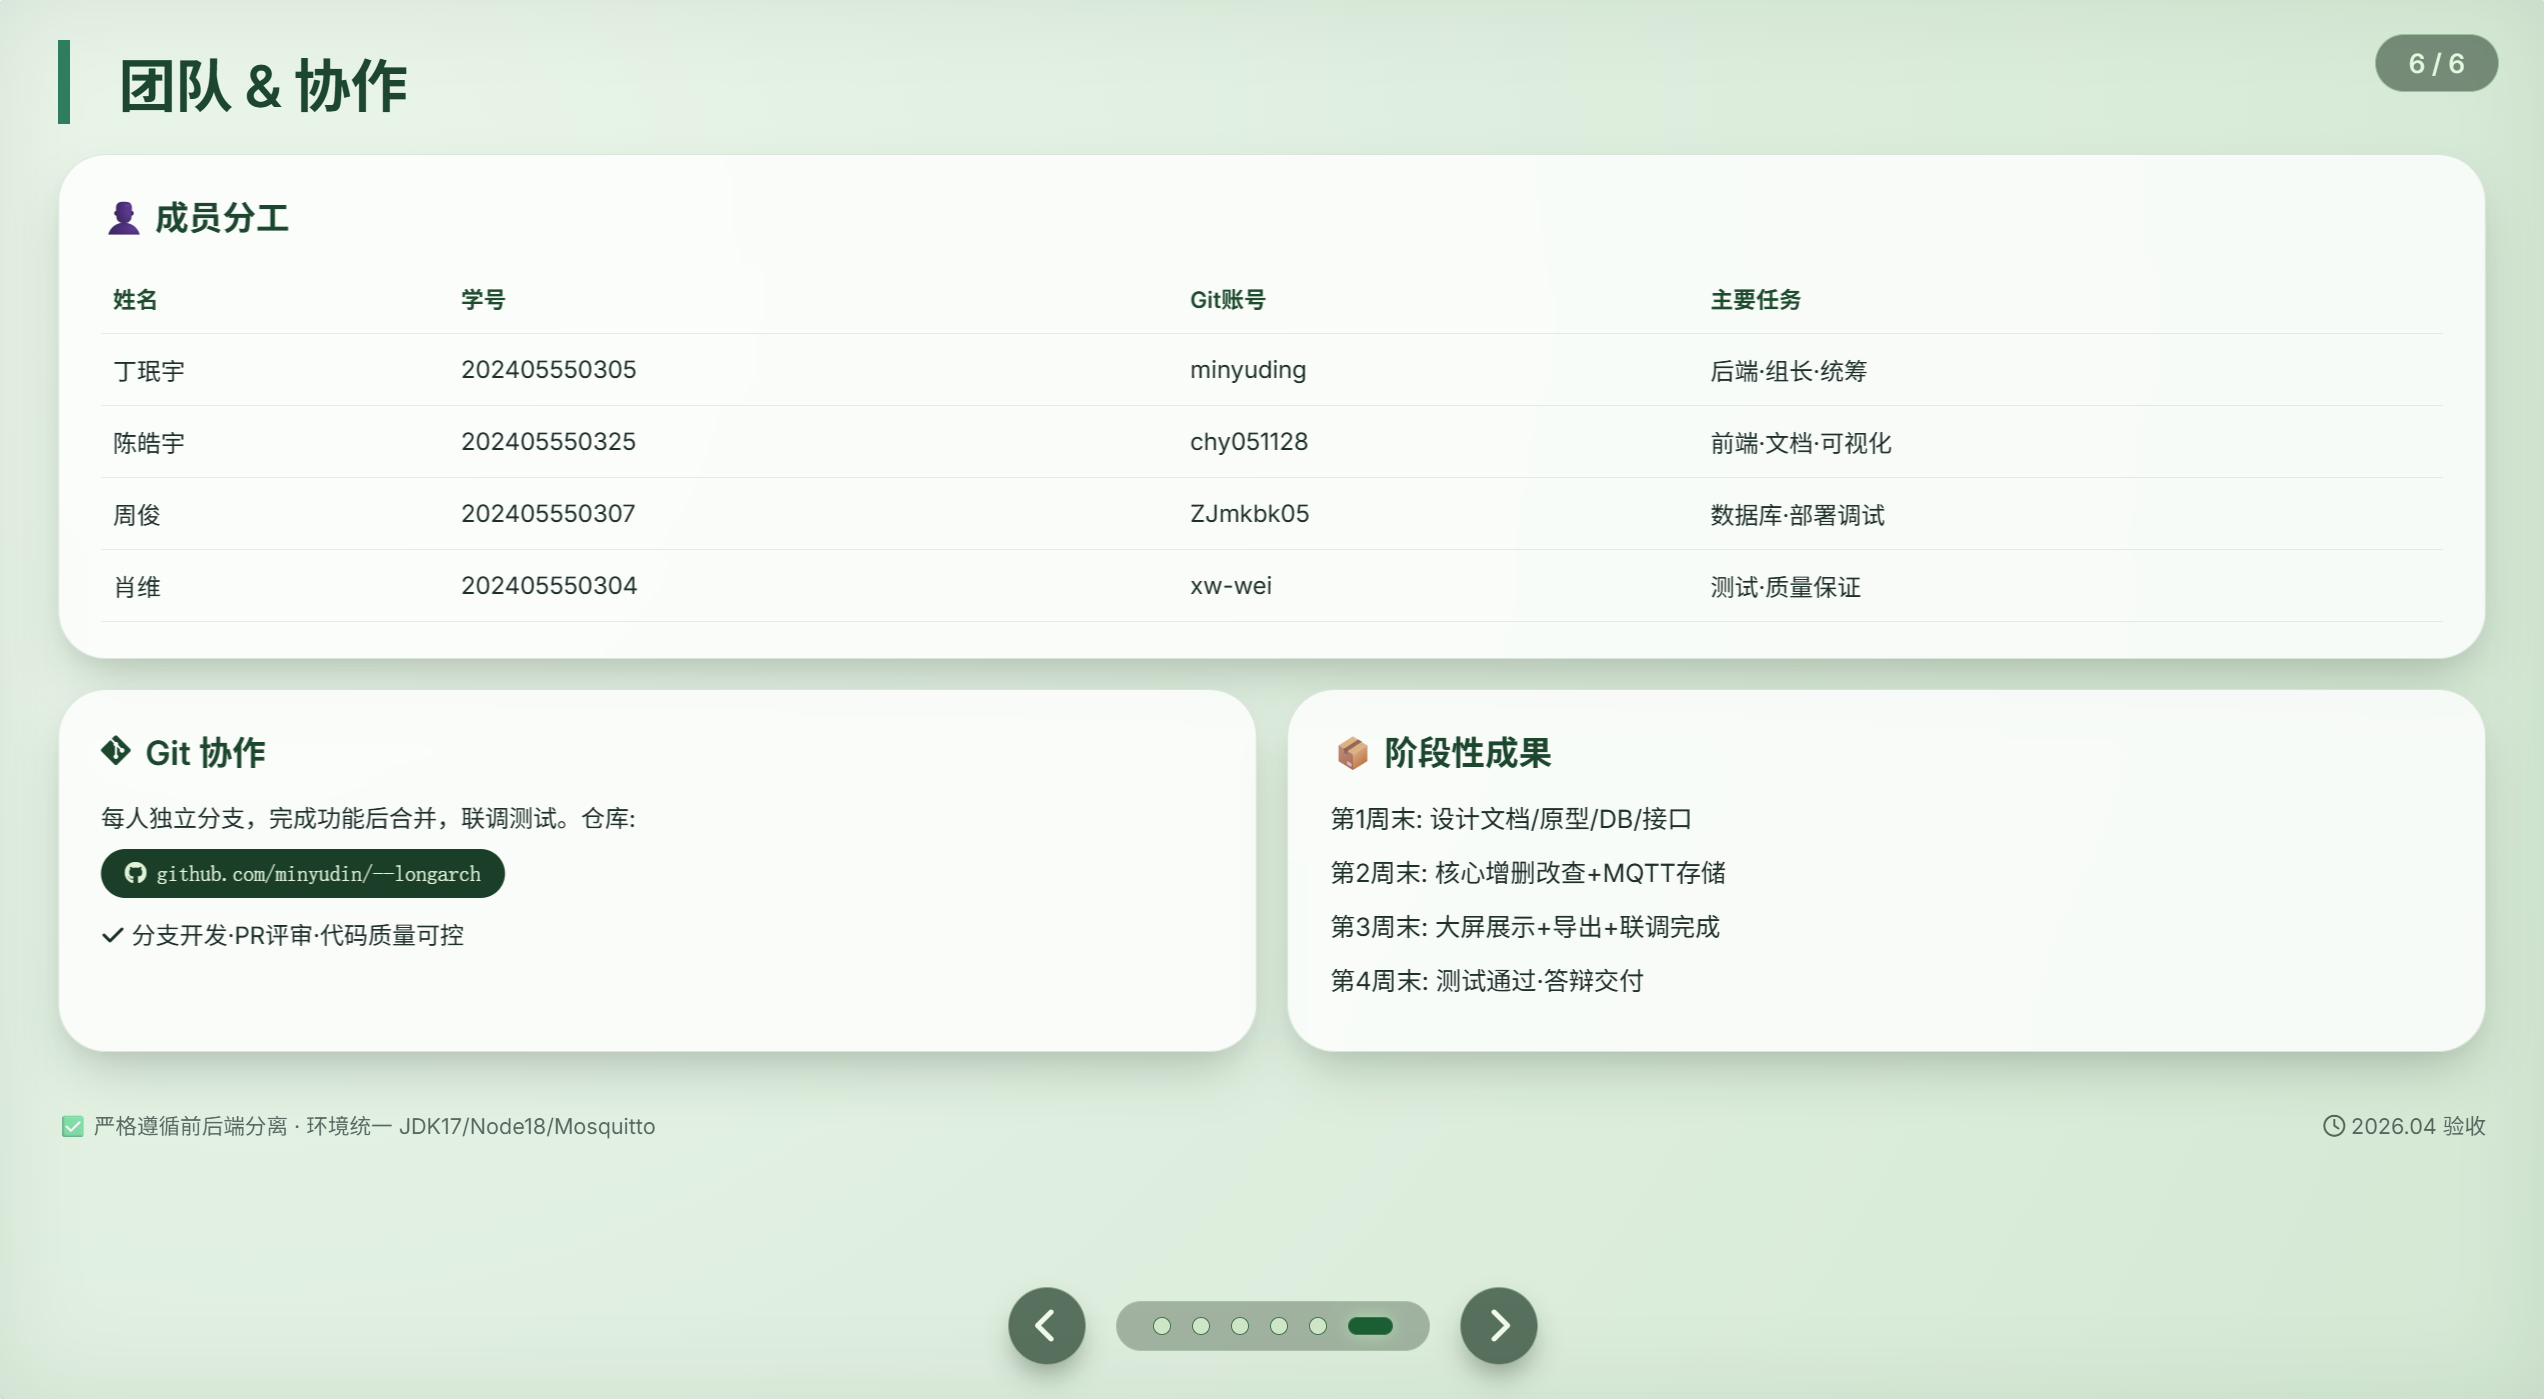 团队 & 协作
6 / 6
成员分工
姓名 学号 Git账号 主要任务
丁珉宇 202405550305 minyuding 后端·组长·统筹
陈皓宇 202405550325 chy051128 前端·文档·可视化
周俊 202405550307 ZJmkbk05 数据库·部署调试
肖维 202405550304 xw-wei 测试·质量保证
Git 协作
每人独立分支，完成功能后合并，联调测试。仓库:
github.com/minyudin/--longarch
分支开发·PR评审·代码质量可控
阶段性成果
第1周末: 设计文档/原型/DB/接口
第2周末: 核心增删改查+MQTT存储
第3周末: 大屏展示+导出+联调完成
第4周末: 测试通过·答辩交付
严格遵循前后端分离 · 环境统一 JDK17/Node18/Mosquitto
2026.04 验收